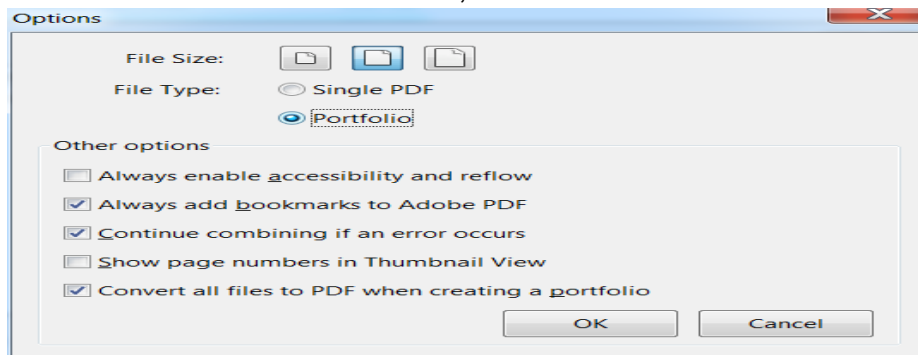 Options
File Size:
File Type: Single PDF
Portfolio
Other options
Always enable accessibility and reflow
Always add bookmarks to Adobe PDF
Continue combining if an error occurs
Show page numbers in Thumbnail View
Convert all files to PDF when creating a portfolio
OK Cancel